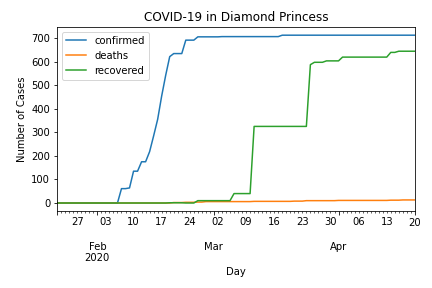 COVID-19 in Diamond Princess
confirmed
deaths
recovered
Number of Cases
700
600
500
400
300
200
100
0
27 03 10 17 24 02 09 16 23 30 06 13 20
Feb Mar Apr
2020
Day